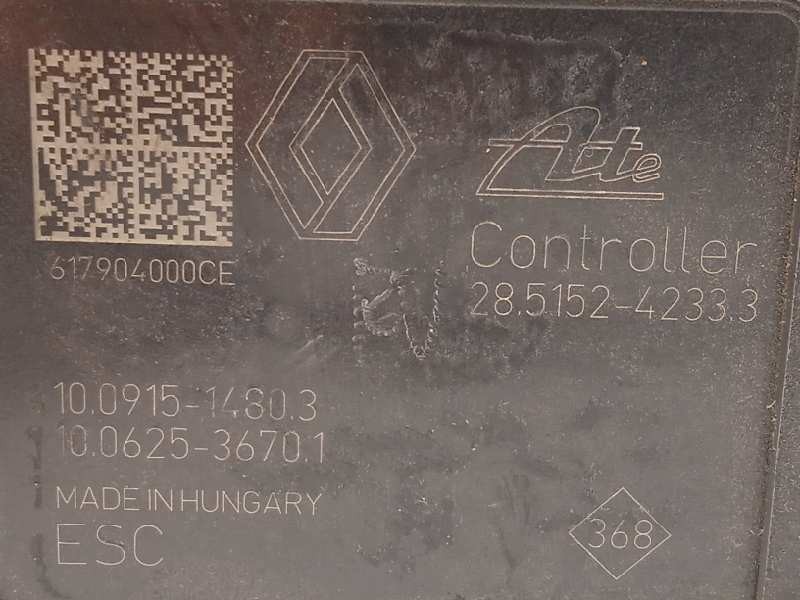 Ate
617904000CE
Controller
28.5152-4233.3
10.0915-1480.3
10.0625-3670.1
MADE IN HUNGARY
ESC
368